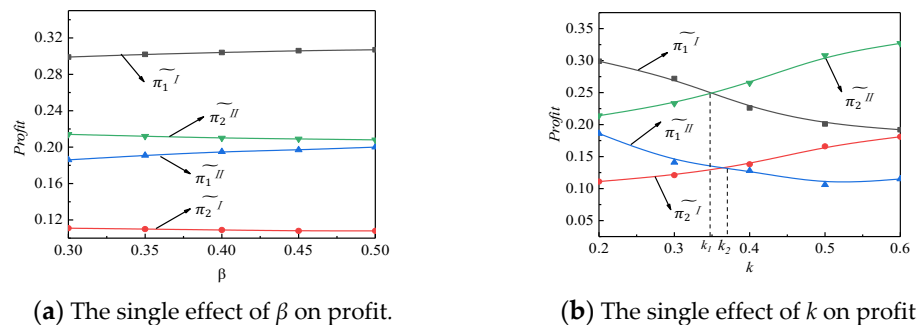 0.32
0.28
0.24
0.20
0.16
0.12
Profit
0.30 0.35 0.40 0.45 0.50
β
π̃₁ᴵ
π̃₂ᴵᴵ
π̃₁ᴵᴵ
π̃₂ᴵ
(a) The single effect of β on profit.
0.35
0.30
0.25
0.20
0.15
0.10
0.05
Profit
0.2 0.3 k₁ k₂ 0.4 0.5 0.6
k
π̃₁ᴵ
π̃₂ᴵᴵ
π̃₁ᴵᴵ
π̃₂ᴵ
(b) The single effect of k on profit